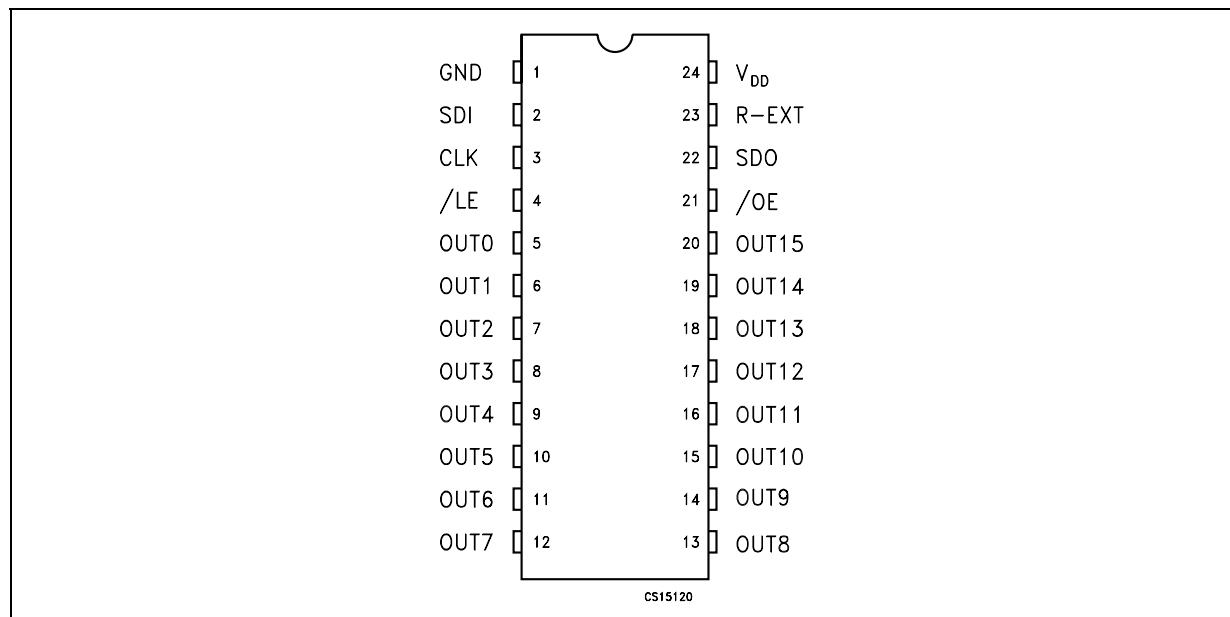 GND 1 24 VDD
SDI 2 23 R-EXT
CLK 3 22 SDO
/LE 4 21 /OE
OUT0 5 20 OUT15
OUT1 6 19 OUT14
OUT2 7 18 OUT13
OUT3 8 17 OUT12
OUT4 9 16 OUT11
OUT5 10 15 OUT10
OUT6 11 14 OUT9
OUT7 12 13 OUT8
CS15120